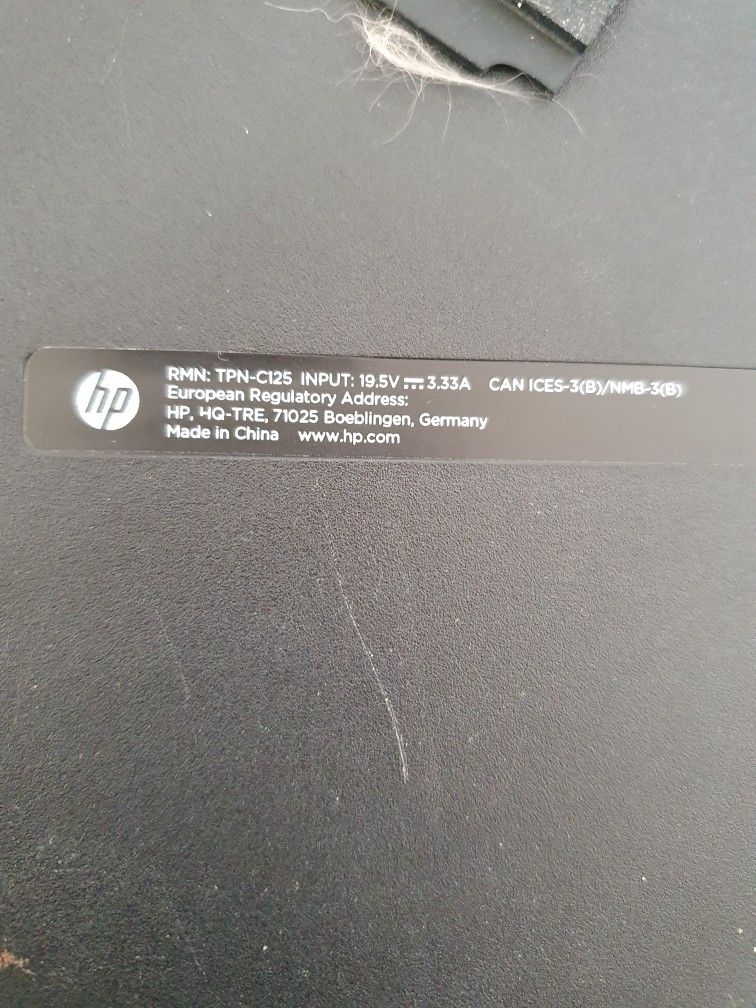 hp
RMN: TPN-C125 INPUT: 19.5V ⎓ 3.33A CAN ICES-3(B)/NMB-3(B)
European Regulatory Address:
HP, HQ-TRE, 71025 Boeblingen, Germany
Made in China www.hp.com